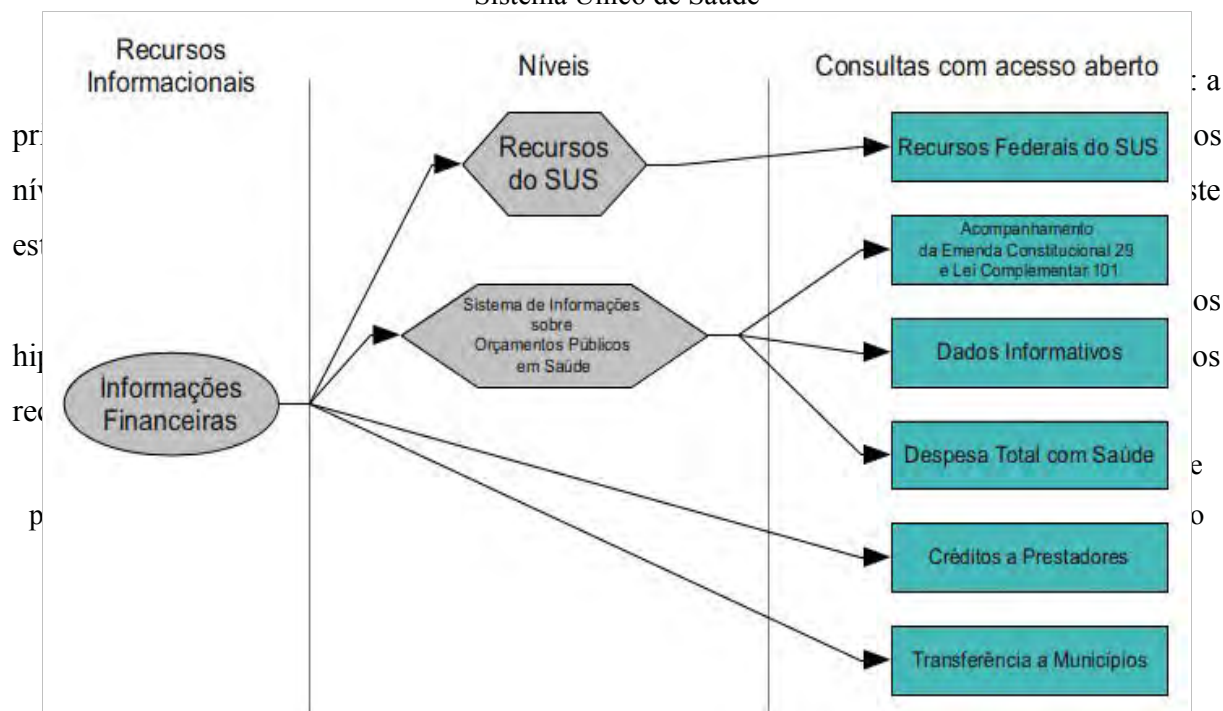 Sistema Único de Saúde
Recursos
Informacionais
Níveis
Consultas com acesso aberto
Recursos
do SUS
Recursos Federais do SUS
Acompanhamento
da Emenda Constitucional 29
e Lei Complementar 101
Sistema de Informações
sobre
Orçamentos Públicos
em Saúde
Dados Informativos
Informações
Financeiras
Despesa Total com Saúde
Créditos a Prestadores
Transferência a Municípios